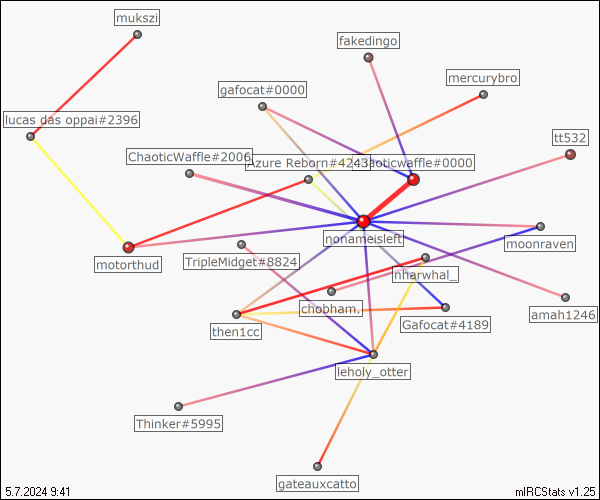 mukszi
fakedingo
mercurybro
gafocat#0000
lucas das oppai#2396
tt532
ChaoticWaffle#2006
Azure Reborn#4243
aoticwaffle#0000
nonameisleft
moonraven
motorthud
TripleMidget#8824
nharwhal_
chobham.
amah1246
then1cc
Gafocat#4189
leholy_otter
Thinker#5995
gateauxcatto
5.7.2024 9:41
mIRCStats v1.25